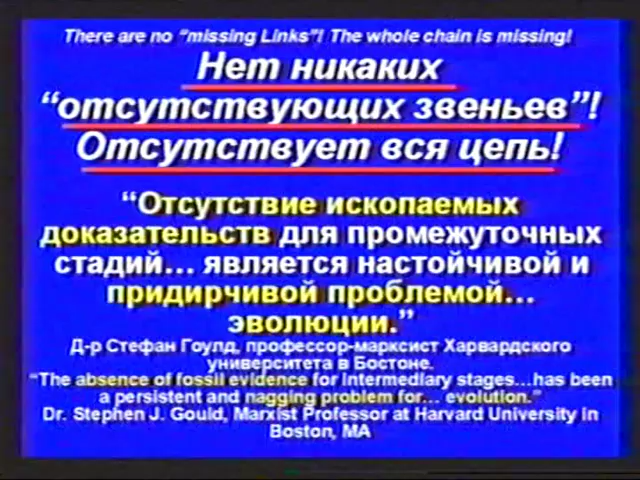 There are no “missing Links”! The whole chain is missing!
Нет никаких
“отсутствующих звеньев”!
Отсутствует вся цепь!
“Отсутствие ископаемых
доказательств для промежуточных
стадий... является настойчивой и
придирчивой проблемой...
эволюции.”
Д-р Стефан Гоулд, профессор-марксист Харвардского
университета в Бостоне.
“The absence of fossil evidence for intermediary stages...has been
a persistent and nagging problem for... evolution.”
Dr. Stephen J. Gould, Marxist Professor at Harvard University in
Boston, MA